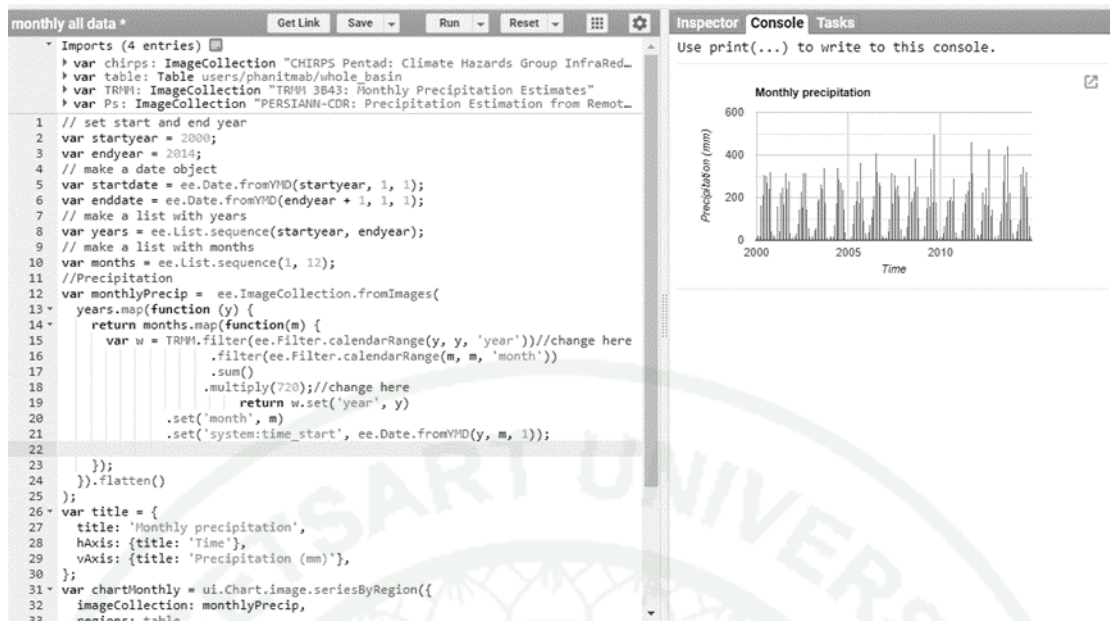 monthly all data *
Get Link Save Run Reset
Imports (4 entries)
var chirps: ImageCollection "CHIRPS Pentad: Climate Hazards Group InfraRed…
var table: Table users/phanitmab/whole_basin
var TRMM: ImageCollection "TRMM 3B43: Monthly Precipitation Estimates"
var Ps: ImageCollection "PERSIANN-CDR: Precipitation Estimation from Remot…
1 // set start and end year
2 var startyear = 2000;
3 var endyear = 2014;
4 // make a date object
5 var startdate = ee.Date.fromYMD(startyear, 1, 1);
6 var enddate = ee.Date.fromYMD(endyear + 1, 1, 1);
7 // make a list with years
8 var years = ee.List.sequence(startyear, endyear);
9 // make a list with months
10 var months = ee.List.sequence(1, 12);
11 //Precipitation
12 var monthlyPrecip = ee.ImageCollection.fromImages(
13 years.map(function (y) {
14 return months.map(function(m) {
15 var w = TRMM.filter(ee.Filter.calendarRange(y, y, 'year'))//change here
16 .filter(ee.Filter.calendarRange(m, m, 'month'))
17 .sum()
18 .multiply(720);//change here
19 return w.set('year', y)
20 .set('month', m)
21 .set('system:time_start', ee.Date.fromYMD(y, m, 1));
22
23 });
24 }).flatten()
25 );
26 var title = {
27 title: 'Monthly precipitation',
28 hAxis: {title: 'Time'},
29 vAxis: {title: 'Precipitation (mm)'},
30 };
31 var chartMonthly = ui.Chart.image.seriesByRegion({
32 imageCollection: monthlyPrecip,
33 regions: table
Inspector Console Tasks
Use print(...) to write to this console.
Monthly precipitation
Precipitation (mm)
600
400
200
0
2000 2005 2010
Time
ETSART UNIVERS